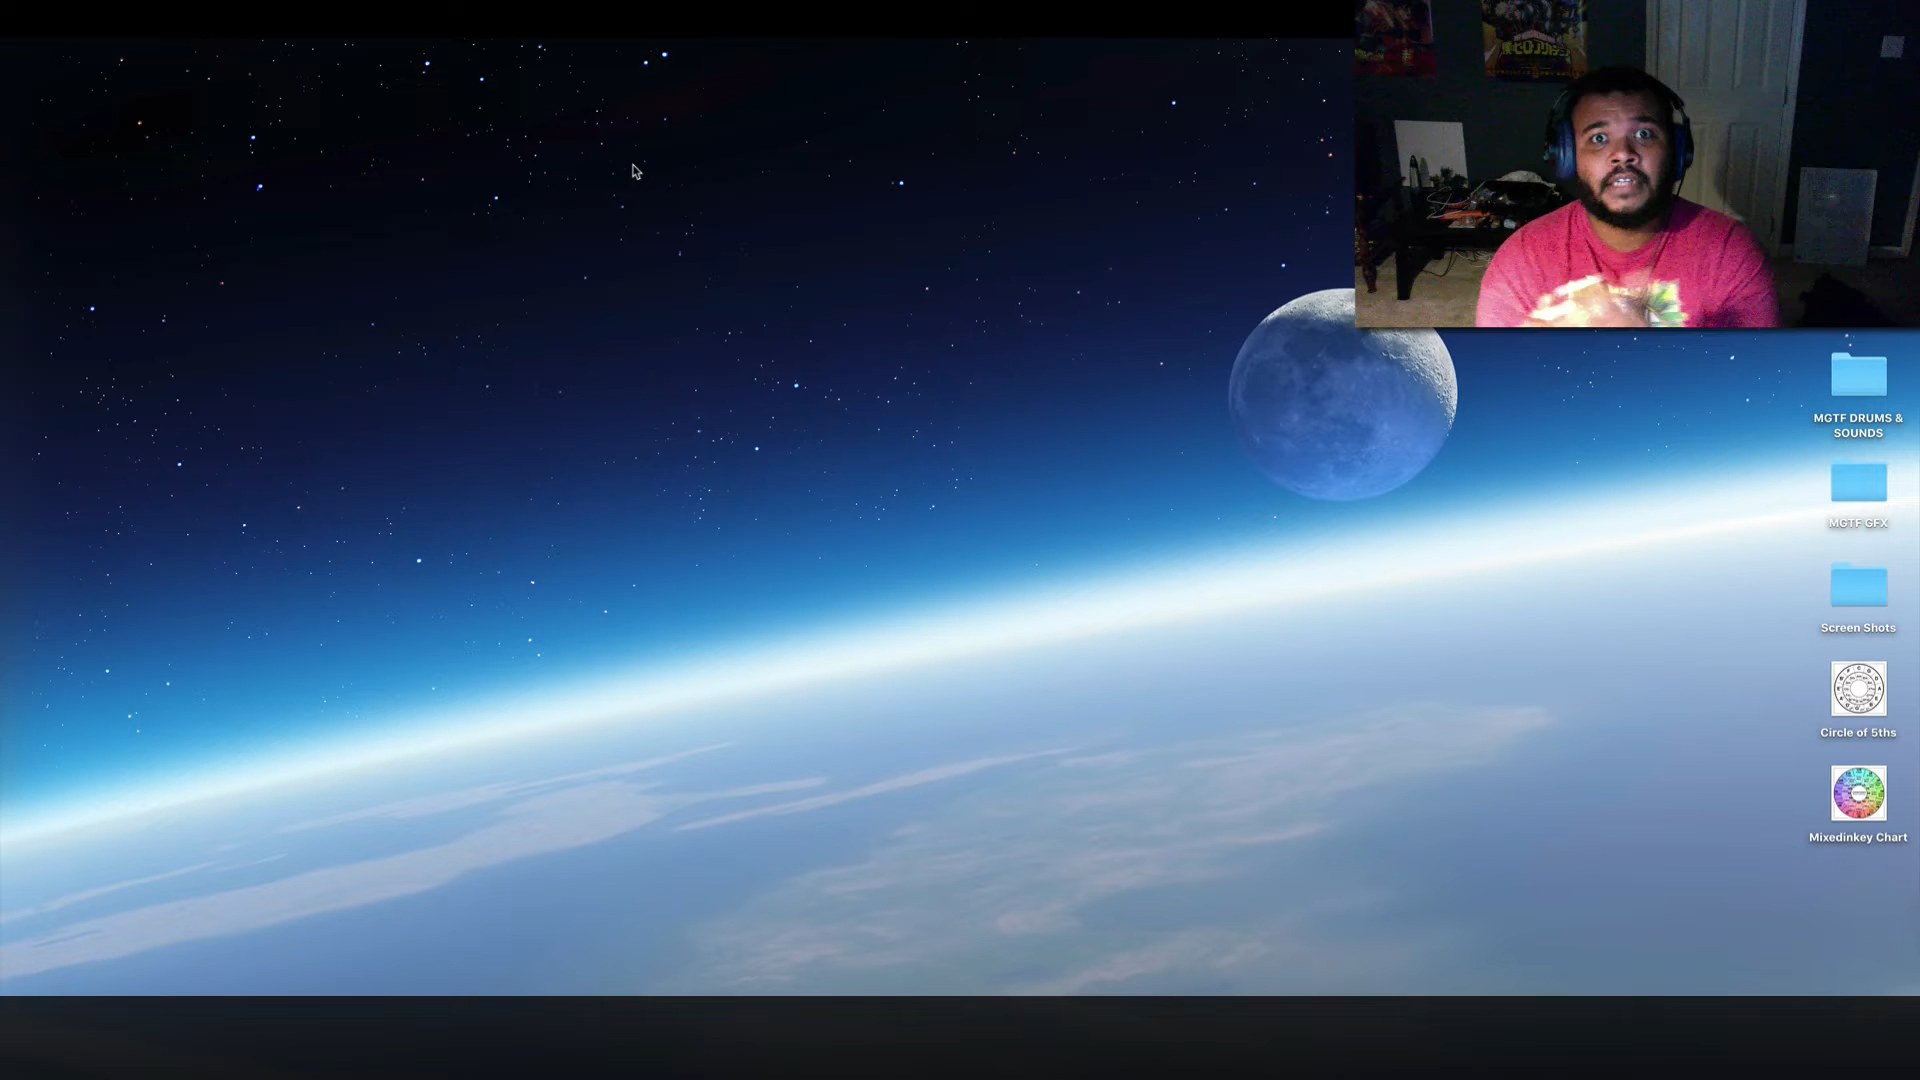 MGTF DRUMS &
SOUNDS
MGTF GFX
Screen Shots
Circle of 5ths
Mixedinkey Chart